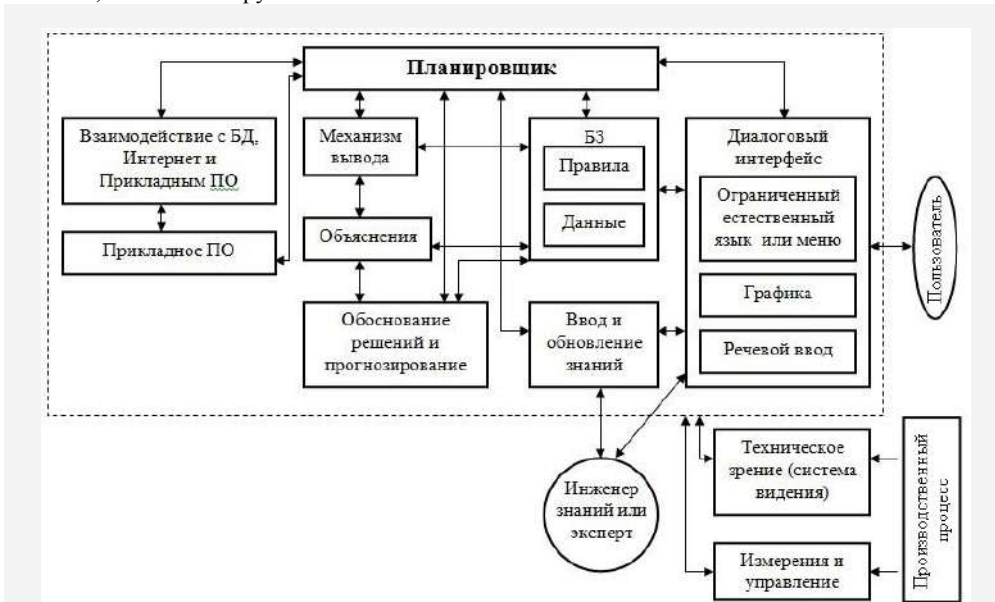 Планировщик
Взаимодействие с БД,
Интернет и
Прикладным ПО
Прикладное ПО
Механизм
вывода
Объяснения
Обоснование
решений и
прогнозирование
БЗ
Правила
Данные
Ввод и
обновление
знаний
Диалоговый
интерфейс
Ограниченный
естественный
язык или меню
Графика
Речевой ввод
Пользователь
Инженер
знаний или
эксперт
Техническое
зрение (система
видения)
Измерения и
управление
Производственный
процесс